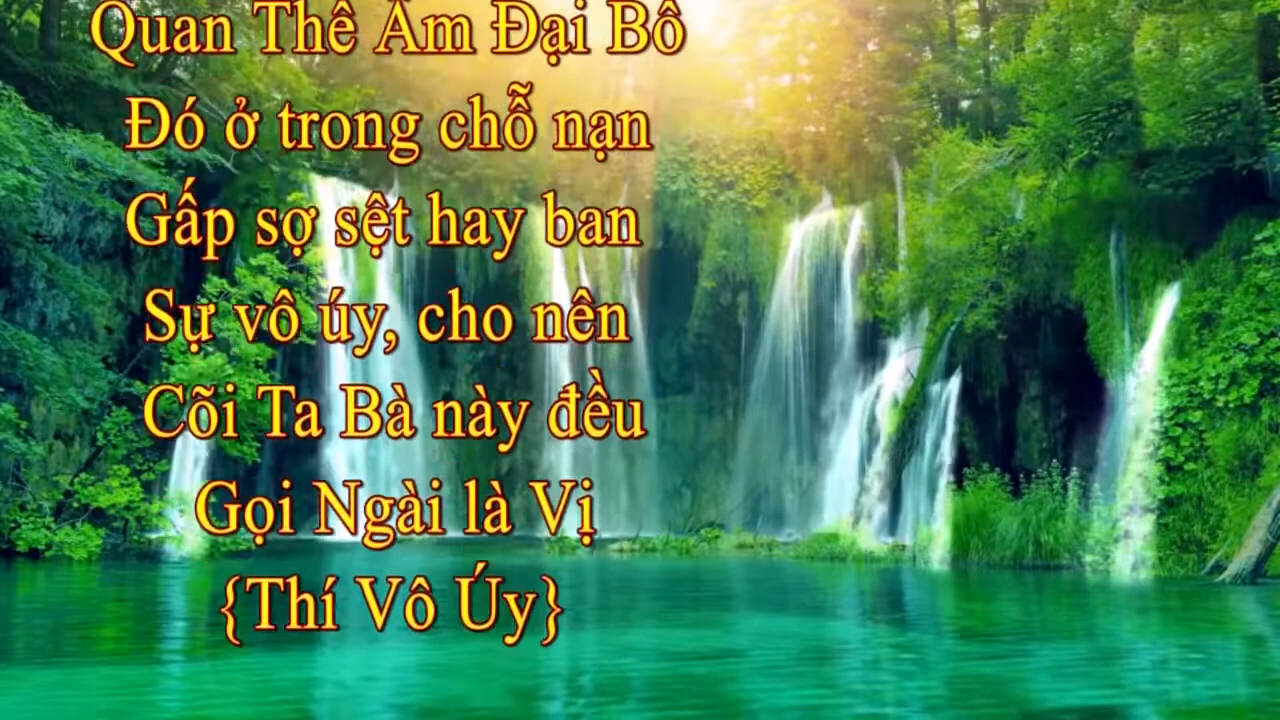 Quan Thế Âm Đại Bồ
Đó ở trong chỗ nạn
Gấp sợ sệt hay ban
Sự vô úy, cho nên
Cõi Ta Bà này đều
Gọi Ngài là Vị
{Thí Vô Úy}